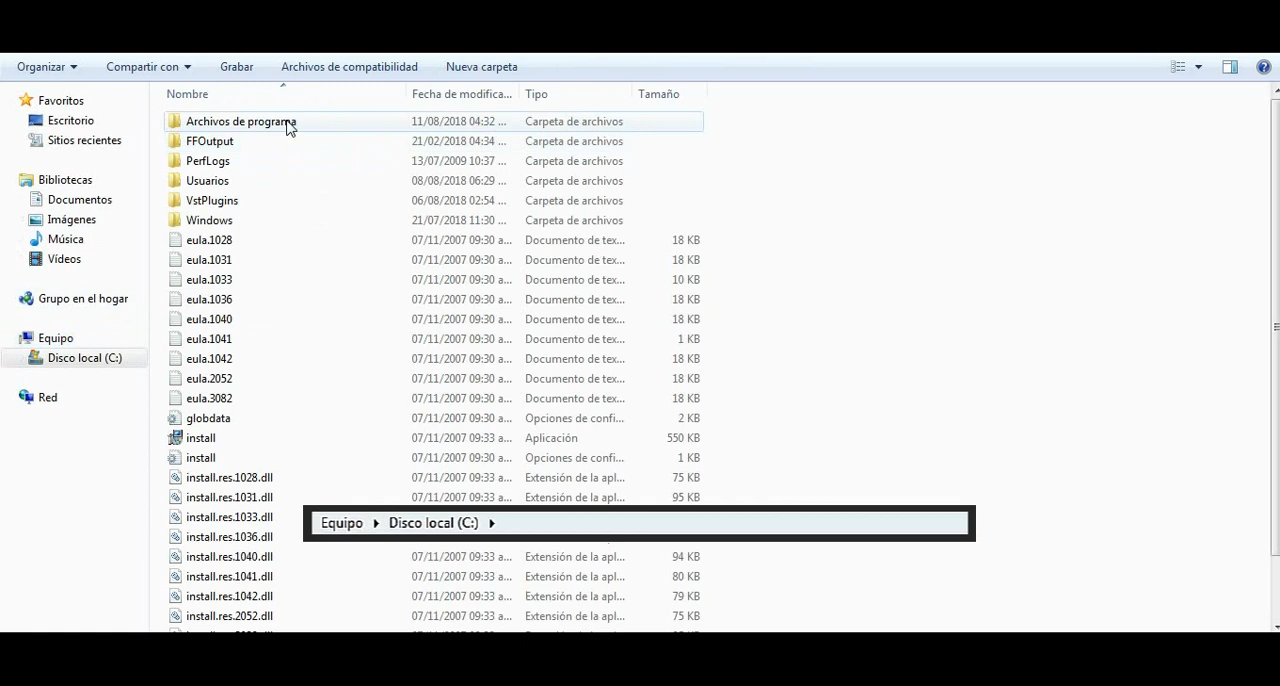 Organizar Compartir con Grabar Archivos de compatibilidad Nueva carpeta
Nombre Fecha de modifica... Tipo Tamaño
Favoritos
Escritorio
Sitios recientes
Bibliotecas
Documentos
Imágenes
Música
Vídeos
Grupo en el hogar
Equipo
Disco local (C:)
Red
Archivos de programa 11/08/2018 04:32 ... Carpeta de archivos
FFOutput 21/02/2018 04:34 ... Carpeta de archivos
PerfLogs 13/07/2009 10:37 ... Carpeta de archivos
Usuarios 08/08/2018 06:29 ... Carpeta de archivos
VstPlugins 06/08/2018 02:54 ... Carpeta de archivos
Windows 21/07/2018 11:30 ... Carpeta de archivos
eula.1028 07/11/2007 09:30 a... Documento de tex... 18 KB
eula.1031 07/11/2007 09:30 a... Documento de tex... 18 KB
eula.1033 07/11/2007 09:30 a... Documento de tex... 10 KB
eula.1036 07/11/2007 09:30 a... Documento de tex... 18 KB
eula.1040 07/11/2007 09:30 a... Documento de tex... 18 KB
eula.1041 07/11/2007 09:30 a... Documento de tex... 1 KB
eula.1042 07/11/2007 09:30 a... Documento de tex... 18 KB
eula.2052 07/11/2007 09:30 a... Documento de tex... 18 KB
eula.3082 07/11/2007 09:30 a... Documento de tex... 18 KB
globdata 07/11/2007 09:30 a... Opciones de confi... 2 KB
install 07/11/2007 09:33 a... Aplicación 550 KB
install 07/11/2007 09:30 a... Opciones de confi... 1 KB
install.res.1028.dll 07/11/2007 09:33 a... Extensión de la apl... 75 KB
install.res.1031.dll 07/11/2007 09:33 a... Extensión de la apl... 95 KB
install.res.1033.dll
Equipo Disco local (C:)
install.res.1036.dll
install.res.1040.dll 07/11/2007 09:33 a... Extensión de la apl... 94 KB
install.res.1041.dll 07/11/2007 09:33 a... Extensión de la apl... 80 KB
install.res.1042.dll 07/11/2007 09:33 a... Extensión de la apl... 79 KB
install.res.2052.dll 07/11/2007 09:33 a... Extensión de la apl... 75 KB